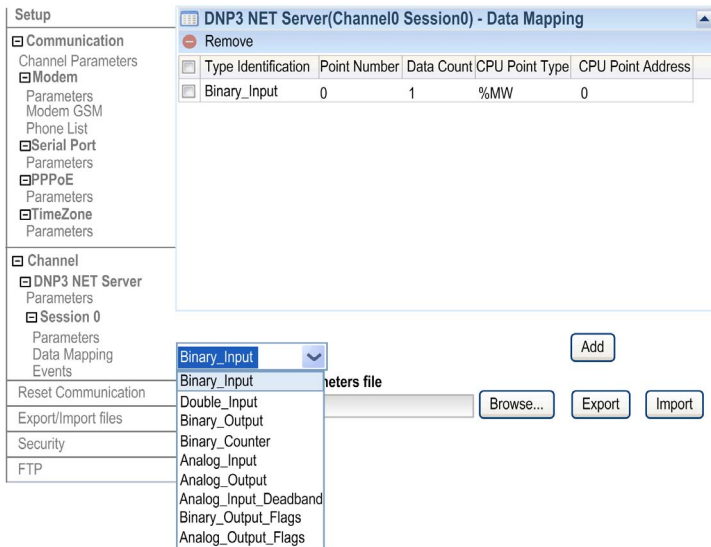 Setup
Communication
Channel Parameters
Modem
Parameters
Modem GSM
Phone List
Serial Port
Parameters
PPPoE
Parameters
TimeZone
Parameters
Channel
DNP3 NET Server
Parameters
Session 0
Parameters
Data Mapping
Events
Reset Communication
Export/Import files
Security
FTP
DNP3 NET Server(Channel0 Session0) - Data Mapping
Remove
Type Identification Point Number Data Count CPU Point Type CPU Point Address
Binary_Input 0 1 %MW 0
Binary_Input
Add
Binary_Input
Double_Input
Binary_Output
Binary_Counter
Analog_Input
Analog_Output
Analog_Input_Deadband
Binary_Output_Flags
Analog_Output_Flags
file
Browse... Export Import